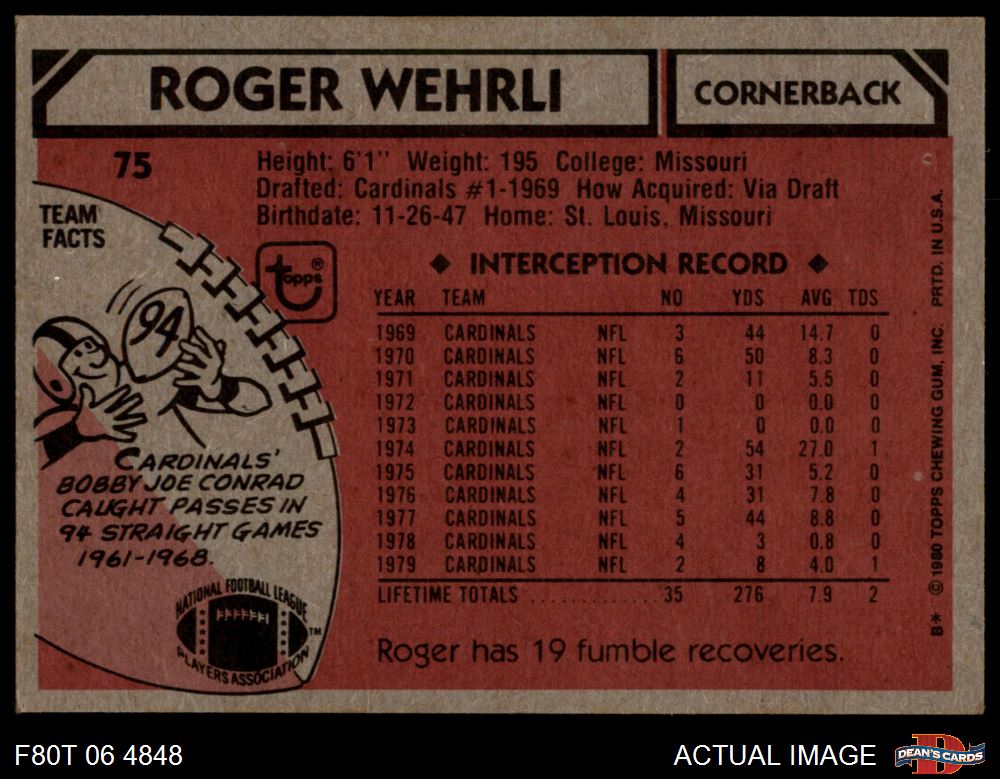 ROGER WEHRLI
CORNERBACK
75
Height: 6'1" Weight: 195 College: Missouri
Drafted: Cardinals #1-1969 How Acquired: Via Draft
Birthdate: 11-26-47 Home: St. Louis, Missouri
TEAM
FACTS
topps®
94
CARDINALS'
BOBBY JOE CONRAD
CAUGHT PASSES IN
94 STRAIGHT GAMES
1961-1968.
NATIONAL FOOTBALL LEAGUE
PLAYERS ASSOCIATION
TM
◆ INTERCEPTION RECORD ◆
YEAR TEAM NO YDS AVG TDS
1969 CARDINALS NFL 3 44 14.7 0
1970 CARDINALS NFL 6 50 8.3 0
1971 CARDINALS NFL 2 11 5.5 0
1972 CARDINALS NFL 0 0 0.0 0
1973 CARDINALS NFL 1 0 0.0 0
1974 CARDINALS NFL 2 54 27.0 1
1975 CARDINALS NFL 6 31 5.2 0
1976 CARDINALS NFL 4 31 7.8 0
1977 CARDINALS NFL 5 44 8.8 0
1978 CARDINALS NFL 4 3 0.8 0
1979 CARDINALS NFL 2 8 4.0 1
LIFETIME TOTALS .............. 35 276 7.9 2
Roger has 19 fumble recoveries.
B* © 1980 TOPPS CHEWING GUM, INC. PRTD. IN U.S.A.
F80T 06 4848
ACTUAL IMAGE
D
DEAN'S CARDS